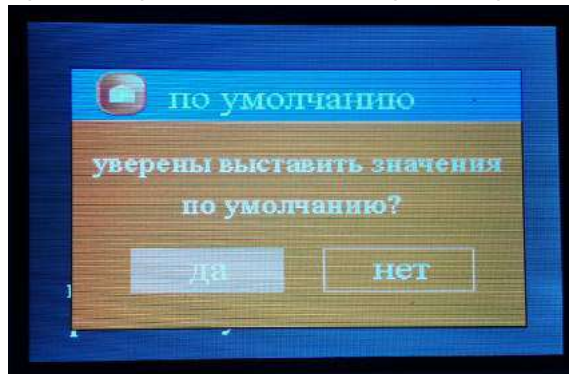 по умолчанию
уверены выставить значения
по умолчанию?
да
нет